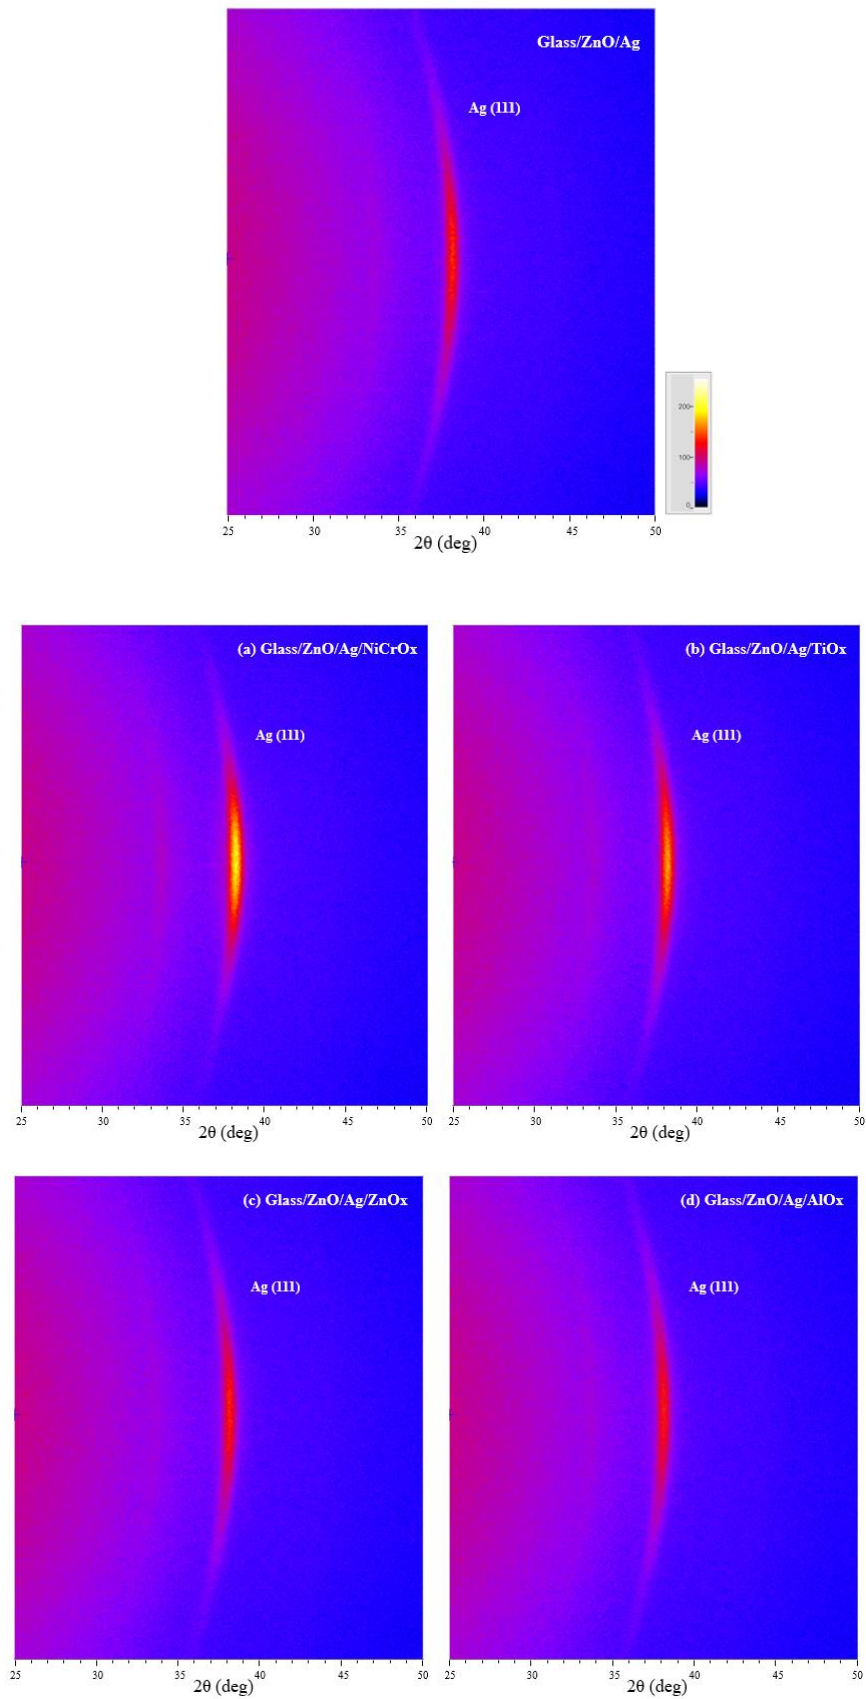 Glass/ZnO/Ag
Ag (111)
200
100
0
25 30 35 40 45 50
2θ (deg)
(a) Glass/ZnO/Ag/NiCrOx
Ag (111)
25 30 35 40 45 50
2θ (deg)
(b) Glass/ZnO/Ag/TiOx
Ag (111)
25 30 35 40 45 50
2θ (deg)
(c) Glass/ZnO/Ag/ZnOx
Ag (111)
25 30 35 40 45 50
2θ (deg)
(d) Glass/ZnO/Ag/AlOx
Ag (111)
25 30 35 40 45 50
2θ (deg)